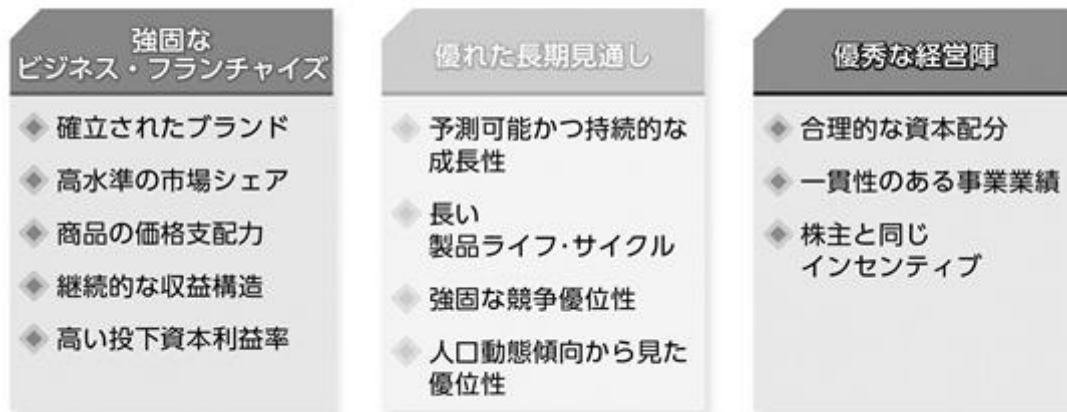 強固な
ビジネス・フランチャイズ
確立されたブランド
高水準の市場シェア
商品の価格支配力
継続的な収益構造
高い投下資本利益率
優れた長期見通し
予測可能かつ持続的な
成長性
長い
製品ライフ・サイクル
強固な競争優位性
人口動態傾向から見た
優位性
優秀な経営陣
合理的な資本配分
一貫性のある事業業績
株主と同じ
インセンティブ